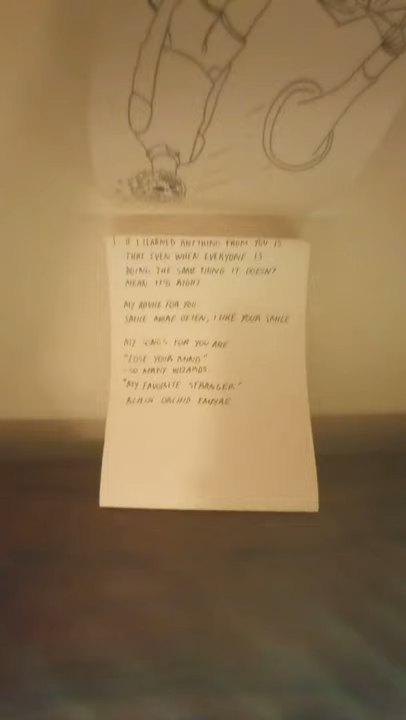 IF I LEARNED ANYTHING FROM YOU IS
THAT EVEN WHEN EVERYONE IS
DOING THE SAME THING IT DOESN'T
MEAN IT'S RIGHT
MY ADVICE FOR YOU
SMILE MORE OFTEN, I LIKE YOUR SMILE
MY SONGS FOR YOU ARE
"LOSE YOUR MIND"
SO MANY WIZARDS
"MY FAVORITE STRANGER"
BLACK ORCHID EMPIRE